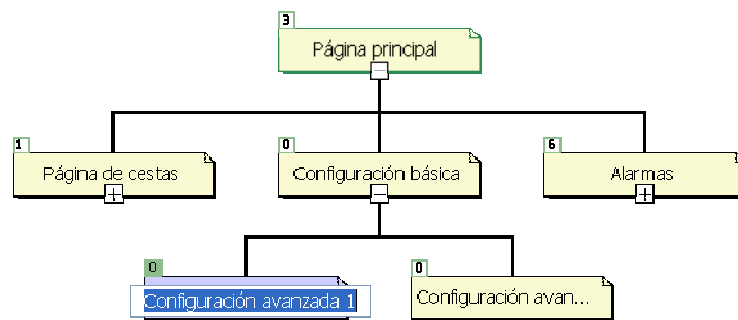 3
Página principal
1
Página de cestas
0
Configuración básica
6
Alarmas
0
Configuración avanzada 1
0
Configuración avan...